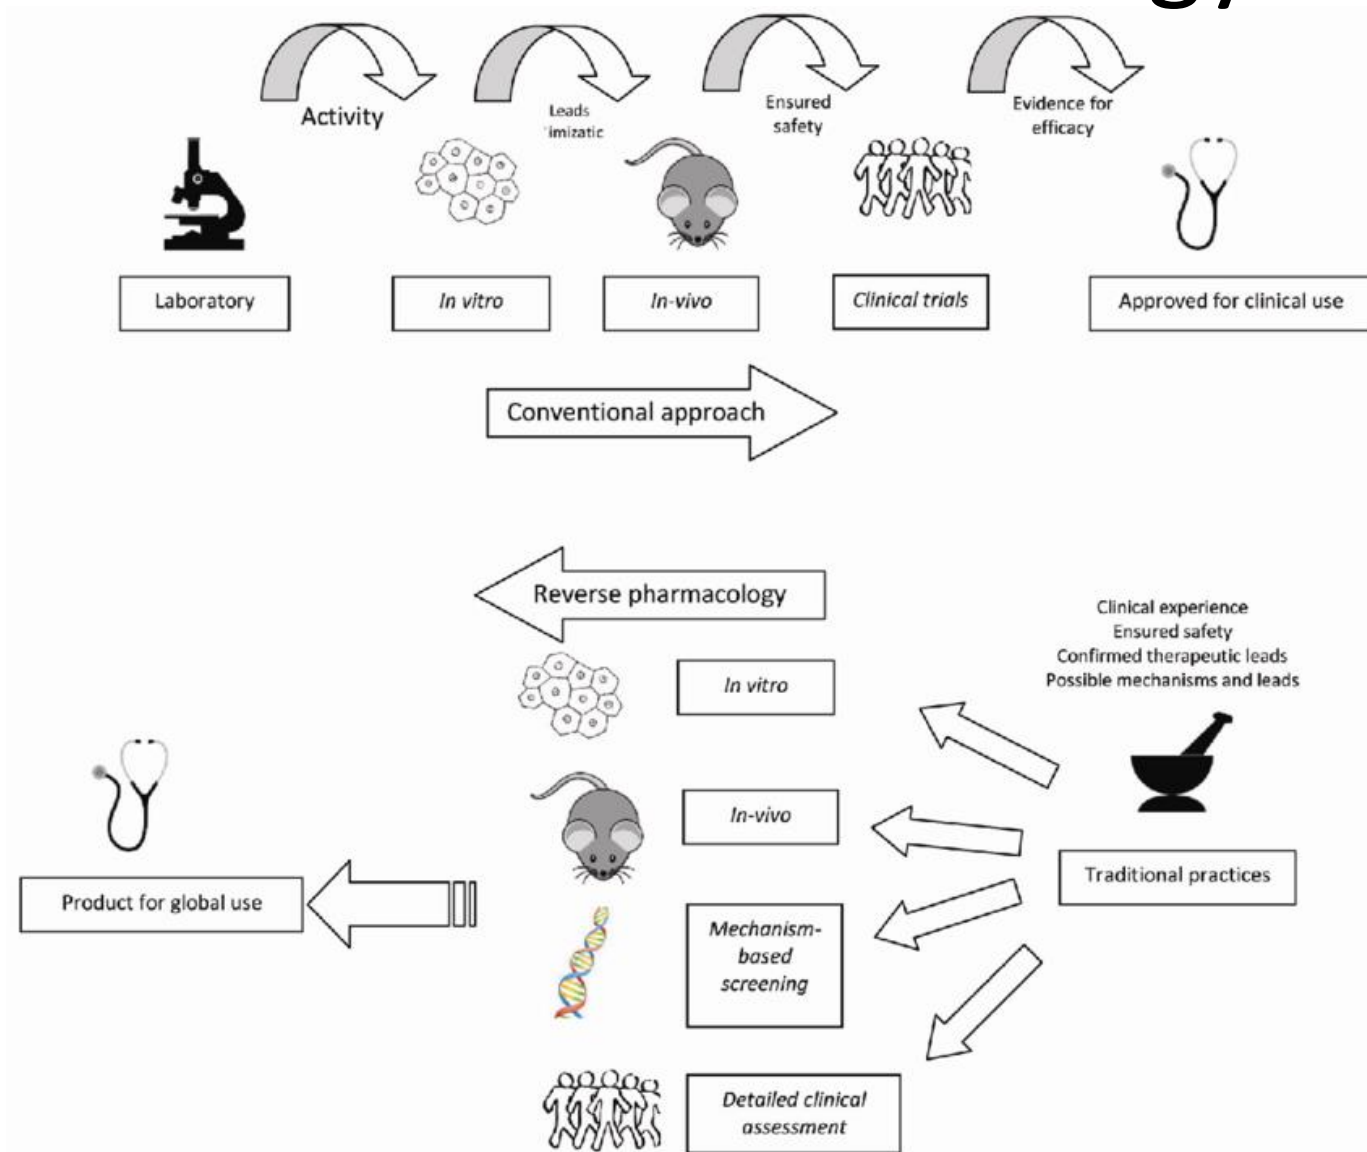 Activity
Leads
Ensured
safety
Evidence for
efficacy
Laboratory
In vitro
In-vivo
Clinical trials
Approved for clinical use
Conventional approach
Reverse pharmacology
Clinical experience
Ensured safety
Confirmed therapeutic leads
Possible mechanisms and leads
In vitro
In-vivo
Traditional practices
Product for global use
Mechanism-
based
screening
Detailed clinical
assessment